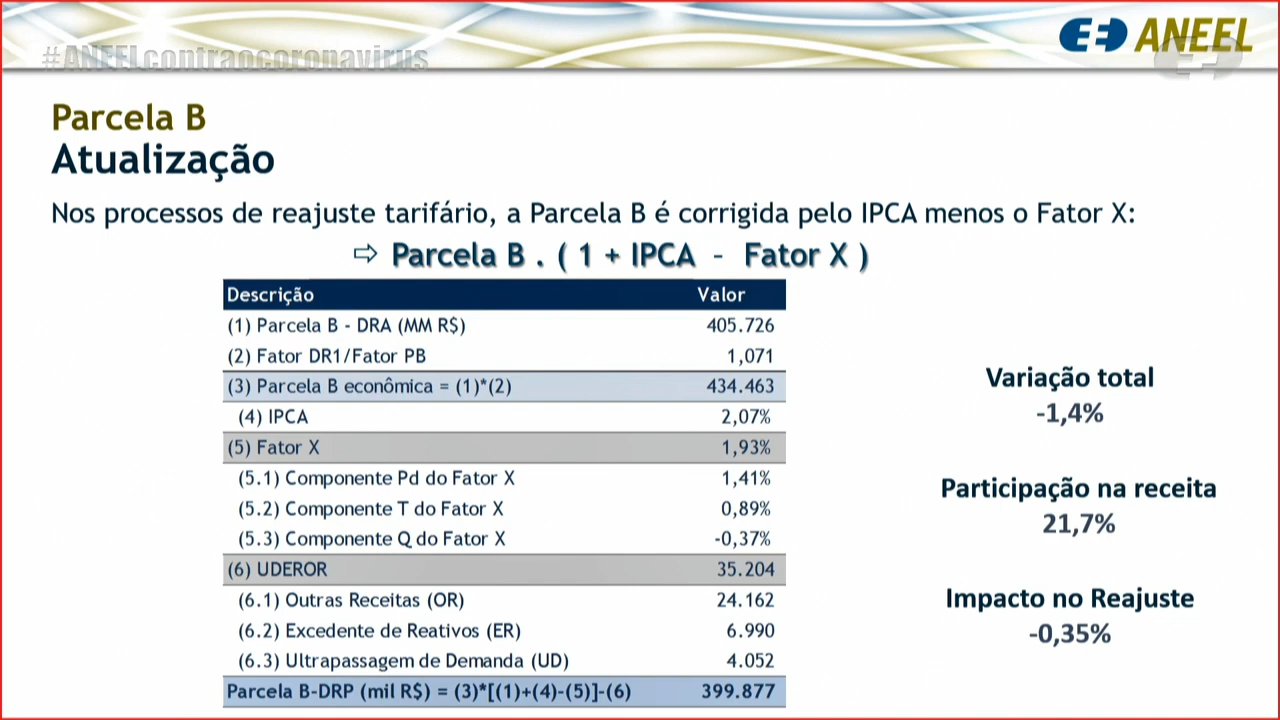 #ANEELcontraocoronavirus
ANEEL
Parcela B
Atualização
Nos processos de reajuste tarifário, a Parcela B é corrigida pelo IPCA menos o Fator X:
⇨ Parcela B . ( 1 + IPCA - Fator X )
Descrição Valor
(1) Parcela B - DRA (MM R$) 405.726
(2) Fator DR1/Fator PB 1,071
(3) Parcela B econômica = (1)*(2) 434.463
(4) IPCA 2,07%
(5) Fator X 1,93%
(5.1) Componente Pd do Fator X 1,41%
(5.2) Componente T do Fator X 0,89%
(5.3) Componente Q do Fator X -0,37%
(6) UDEROR 35.204
(6.1) Outras Receitas (OR) 24.162
(6.2) Excedente de Reativos (ER) 6.990
(6.3) Ultrapassagem de Demanda (UD) 4.052
Parcela B-DRP (mil R$) = (3)*[(1)+(4)-(5)]-(6) 399.877
Variação total
-1,4%
Participação na receita
21,7%
Impacto no Reajuste
-0,35%